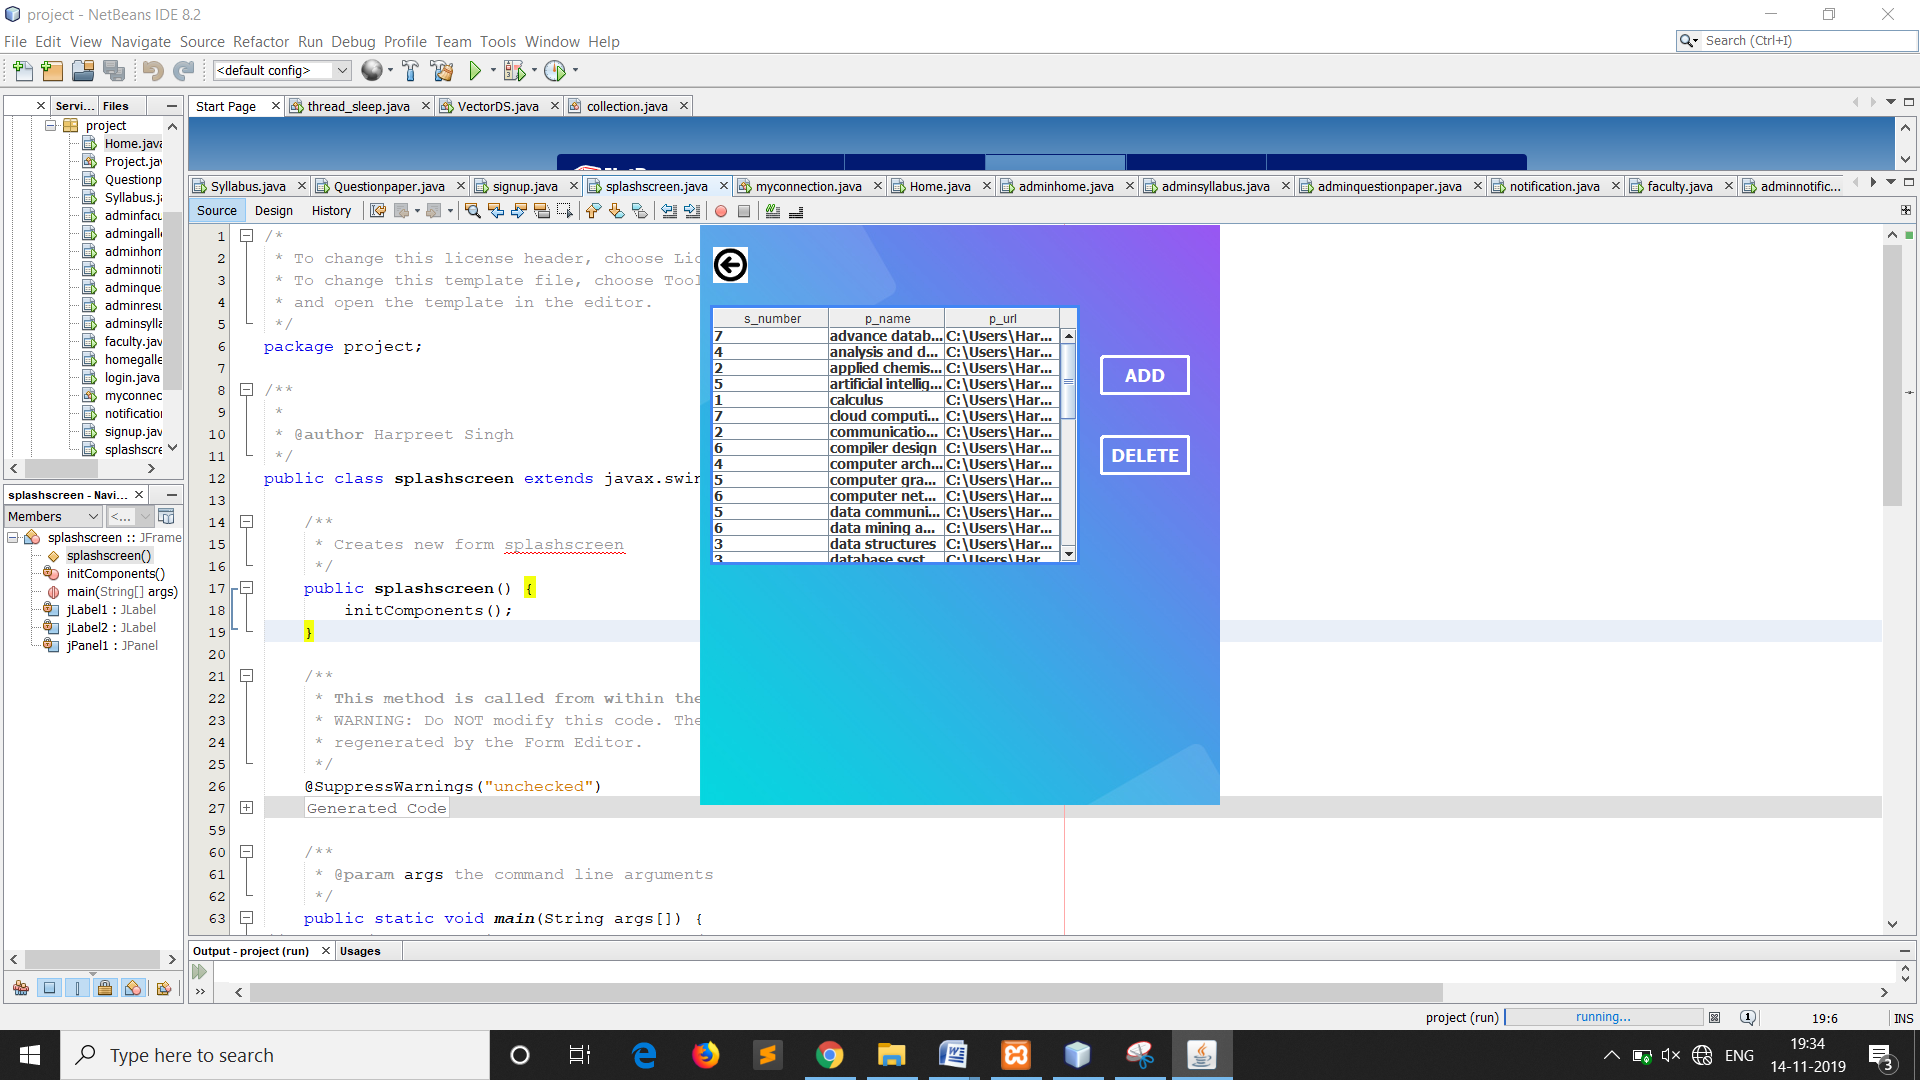 project - NetBeans IDE 8.2
File Edit View Navigate Source Refactor Run Debug Profile Team Tools Window Help
Search (Ctrl+I)
<default config>
Servi... Files
Start Page thread_sleep.java VectorDS.java collection.java
project
Home.java
Project.jav
Questionp
Syllabus.ja
adminfacu
admingalle
adminhom
adminnoti
adminque
adminresu
adminsylla
faculty.jav
homegalle
login.java
myconnec
notification
signup.jav
splashscre
Syllabus.java Questionpaper.java signup.java splashscreen.java myconnection.java Home.java adminhome.java adminsyllabus.java adminquestionpaper.java notification.java faculty.java adminnotific...
Source Design History
1 /*
2 * To change this license header, choose Lic
3 * To change this template file, choose Tool
4 * and open the template in the editor.
5 */
6 package project;
7
8 /**
9 *
10 * @author Harpreet Singh
11 */
12 public class splashscreen extends javax.swin
13
14 /**
15 * Creates new form splashscreen
16 */
17 public splashscreen() {
18 initComponents();
19 }
20
21 /**
22 * This method is called from within the
23 * WARNING: Do NOT modify this code. The
24 * regenerated by the Form Editor.
25 */
26 @SuppressWarnings("unchecked")
27 Generated Code
59
60 /**
61 * @param args the command line arguments
62 */
63 public static void main(String args[]) {
s_number p_name p_url
7 advance datab... C:\Users\Har...
4 analysis and d... C:\Users\Har...
2 applied chemis... C:\Users\Har...
5 artificial intellig... C:\Users\Har...
1 calculus C:\Users\Har...
7 cloud computi... C:\Users\Har...
2 communicatio... C:\Users\Har...
6 compiler design C:\Users\Har...
4 computer arch... C:\Users\Har...
5 computer gra... C:\Users\Har...
6 computer net... C:\Users\Har...
5 data communi... C:\Users\Har...
6 data mining a... C:\Users\Har...
3 data structures C:\Users\Har...
3 database syst... C:\Users\Har...
ADD
DELETE
splashscreen - Navi...
Members <...
splashscreen :: JFrame
splashscreen()
initComponents()
main(String[] args)
jLabel1 : JLabel
jLabel2 : JLabel
jPanel1 : JPanel
Output - project (run) Usages
project (run) running... 1 19:6 INS
Type here to search
ENG
19:34
14-11-2019
3